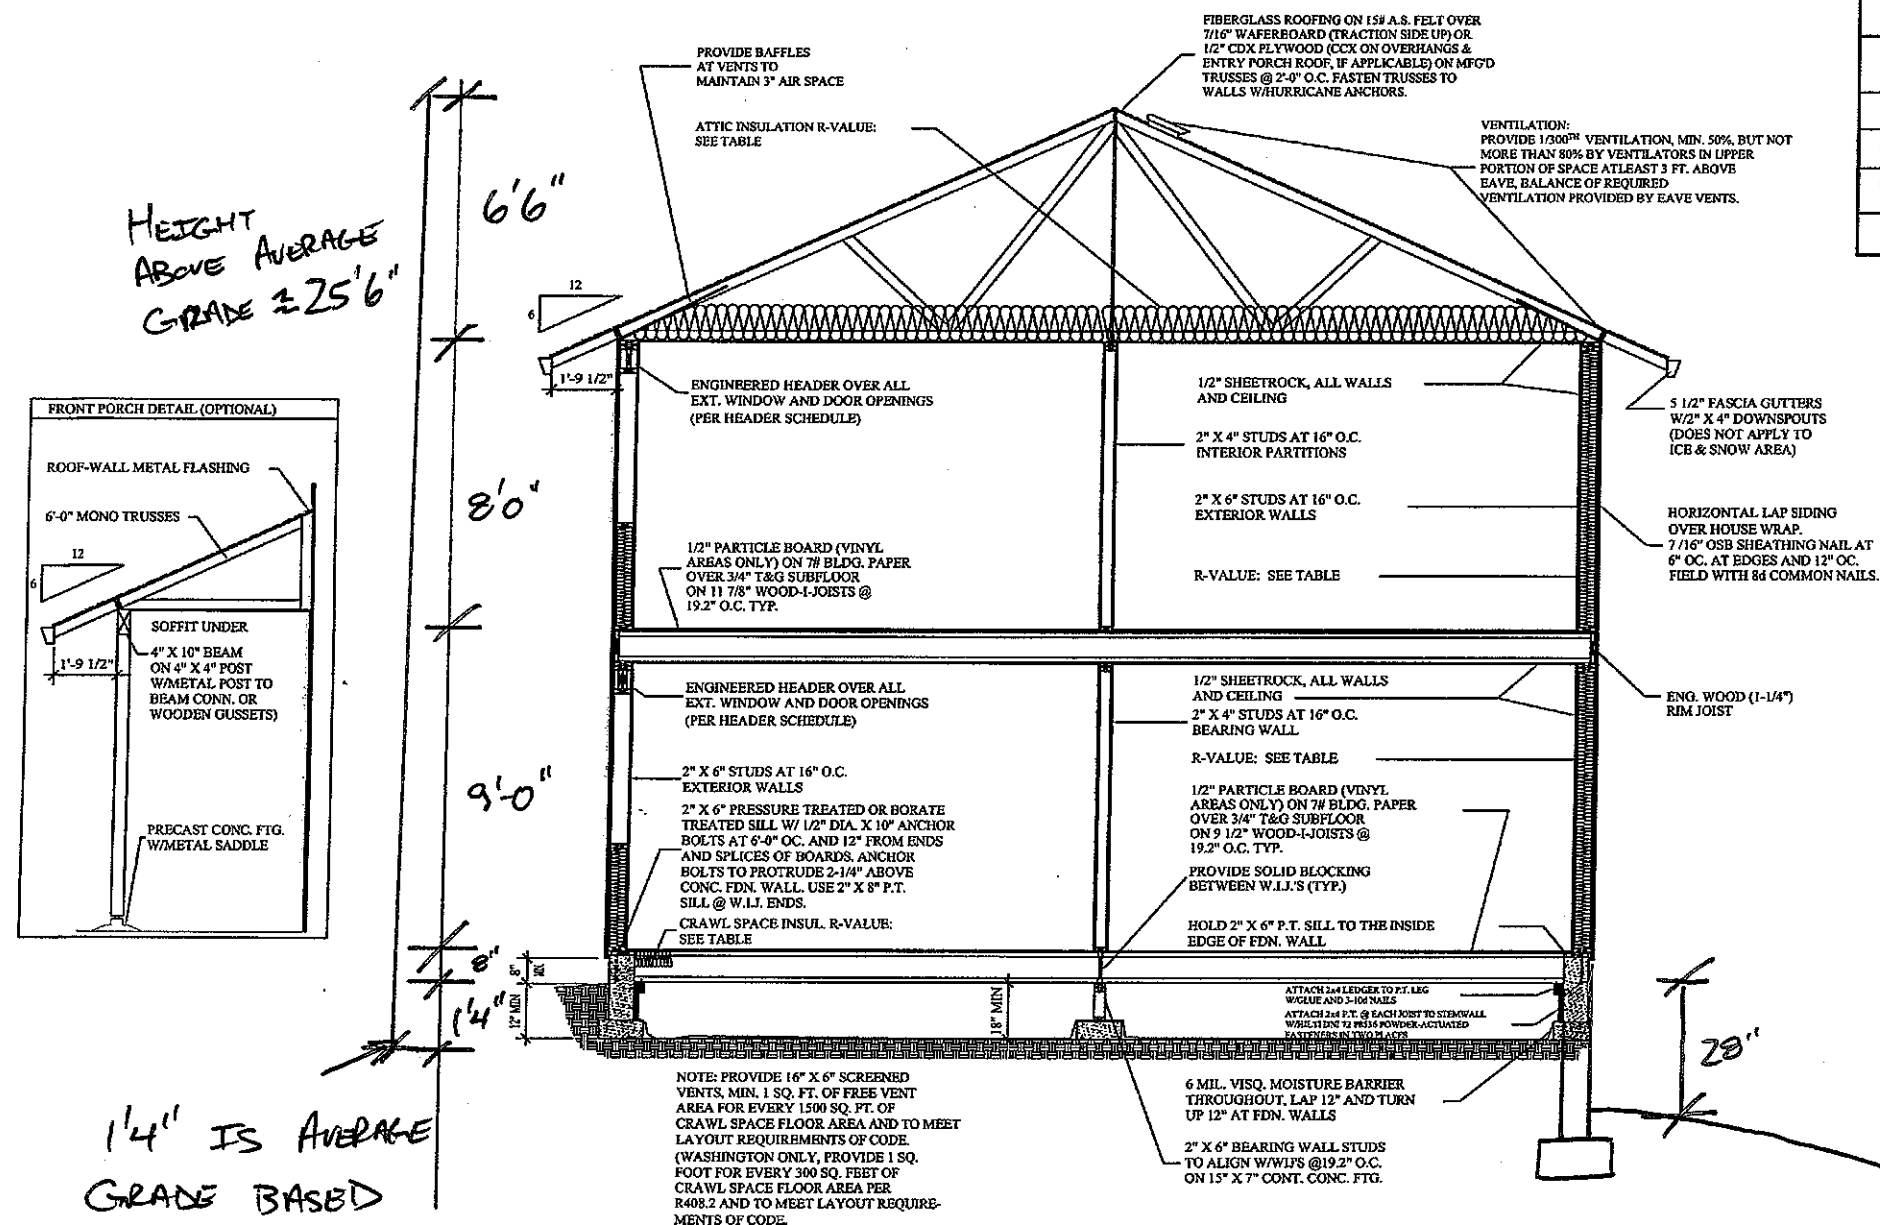 FIBERGLASS ROOFING ON 15# A.S. FELT OVER
7/16" WAFERBOARD (TRACTION SIDE UP) OR
1/2" CDX PLYWOOD (CCX ON OVERHANGS &
ENTRY PORCH ROOF, IF APPLICABLE) ON MFG'D
TRUSSES @ 2'-0" O.C. FASTEN TRUSSES TO
WALLS W/HURRICANE ANCHORS.
PROVIDE BAFFLES
AT VENTS TO
MAINTAIN 3" AIR SPACE
ATTIC INSULATION R-VALUE:
SEE TABLE
VENTILATION:
PROVIDE 1/300TH VENTILATION, MIN. 50%, BUT NOT
MORE THAN 80% BY VENTILATORS IN UPPER
PORTION OF SPACE ATLEAST 3 FT. ABOVE
EAVE, BALANCE OF REQUIRED
VENTILATION PROVIDED BY EAVE VENTS.
HEIGHT
ABOVE AVERAGE
GRADE ± 25'6"
6'6"
12
6
1'-9 1/2"
ENGINEERED HEADER OVER ALL
EXT. WINDOW AND DOOR OPENINGS
(PER HEADER SCHEDULE)
1/2" SHEETROCK, ALL WALLS
AND CEILING
2" X 4" STUDS AT 16" O.C.
INTERIOR PARTITIONS
2" X 6" STUDS AT 16" O.C.
EXTERIOR WALLS
R-VALUE: SEE TABLE
5 1/2" FASCIA GUTTERS
W/2" X 4" DOWNSPOUTS
(DOES NOT APPLY TO
ICE & SNOW AREA)
HORIZONTAL LAP SIDING
OVER HOUSE WRAP.
7/16" OSB SHEATHING NAIL AT
6" OC. AT EDGES AND 12" OC.
FIELD WITH 8d COMMON NAILS.
8'0"
1/2" PARTICLE BOARD (VINYL
AREAS ONLY) ON 7# BLDG. PAPER
OVER 3/4" T&G SUBFLOOR
ON 11 7/8" WOOD-I-JOISTS @
19.2" O.C. TYP.
FRONT PORCH DETAIL (OPTIONAL)
ROOF-WALL METAL FLASHING
6'-0" MONO TRUSSES
12
6
SOFFIT UNDER
4" X 10" BEAM
ON 4" X 4" POST
W/METAL POST TO
BEAM CONN. OR
WOODEN GUSSETS)
1'-9 1/2"
PRECAST CONC. FTG.
W/METAL SADDLE
ENGINEERED HEADER OVER ALL
EXT. WINDOW AND DOOR OPENINGS
(PER HEADER SCHEDULE)
1/2" SHEETROCK, ALL WALLS
AND CEILING
2" X 4" STUDS AT 16" O.C.
BEARING WALL
R-VALUE: SEE TABLE
ENG. WOOD (1-1/4")
RIM JOIST
9'-0"
2" X 6" STUDS AT 16" O.C.
EXTERIOR WALLS
2" X 6" PRESSURE TREATED OR BORATE
TREATED SILL W/ 1/2" DIA. X 10" ANCHOR
BOLTS AT 6'-0" OC. AND 12" FROM ENDS
AND SPLICES OF BOARDS. ANCHOR
BOLTS TO PROTRUDE 2-1/4" ABOVE
CONC. FDN. WALL. USE 2" X 8" P.T.
SILL @ W.I.J. ENDS.
CRAWL SPACE INSUL. R-VALUE:
SEE TABLE
1/2" PARTICLE BOARD (VINYL
AREAS ONLY) ON 7# BLDG. PAPER
OVER 3/4" T&G SUBFLOOR
ON 9 1/2" WOOD-I-JOISTS @
19.2" O.C. TYP.
PROVIDE SOLID BLOCKING
BETWEEN W.I.J.'S (TYP.)
HOLD 2" X 6" P.T. SILL TO THE INSIDE
EDGE OF FDN. WALL
8"
8"
1'4"
12" MIN
18" MIN
ATTACH 2x4 LEDGER TO P.T. LEG
W/GLUE AND 3-10d NAILS
ATTACH 2x4 P.T. @ EACH JOIST TO STEMWALL
POWDER-ACTUATED
FASTENERS IN TWO PLACES
28"
NOTE: PROVIDE 16" X 6" SCREENED
VENTS, MIN. 1 SQ. FT. OF FREE VENT
AREA FOR EVERY 1500 SQ. FT. OF
CRAWL SPACE FLOOR AREA AND TO MEET
LAYOUT REQUIREMENTS OF CODE.
(WASHINGTON ONLY, PROVIDE 1 SQ.
FOOT FOR EVERY 300 SQ. FEET OF
CRAWL SPACE FLOOR AREA PER
R408.2 AND TO MEET LAYOUT REQUIRE-
MENTS OF CODE.
6 MIL. VISQ. MOISTURE BARRIER
THROUGHOUT, LAP 12" AND TURN
UP 12" AT FDN. WALLS
2" X 6" BEARING WALL STUDS
TO ALIGN W/WIJ'S @19.2" O.C.
ON 15" X 7" CONT. CONC. FTG.
1'4" IS AVERAGE
GRADE BASED